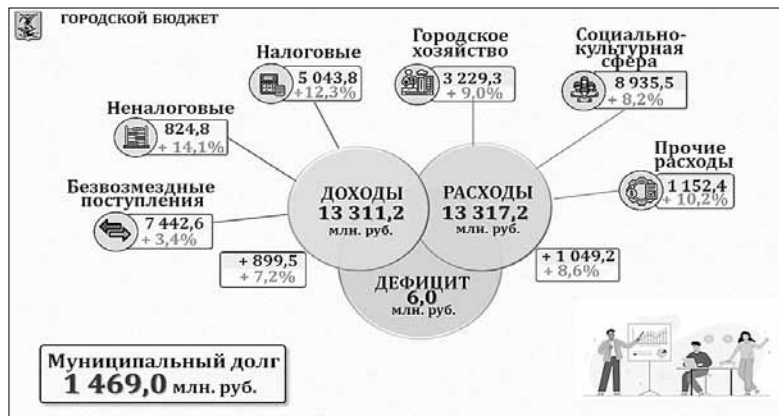 ГОРОДСКОЙ БЮДЖЕТ
Налоговые
5 043,8
+12,3%
Городское
хозяйство
3 229,3
+ 9,0%
Социально-
культурная
сфера
8 935,5
+ 8,2%
Неналоговые
824,8
+ 14,1%
Прочие
расходы
1 152,4
+ 10,2%
Безвозмездные
поступления
7 442,6
+ 3,4%
ДОХОДЫ
13 311,2
млн. руб.
РАСХОДЫ
13 317,2
млн. руб.
+ 899,5
+ 7,2%
+ 1 049,2
+ 8,6%
ДЕФИЦИТ
6,0
млн. руб.
Муниципальный долг
1 469,0 млн. руб.